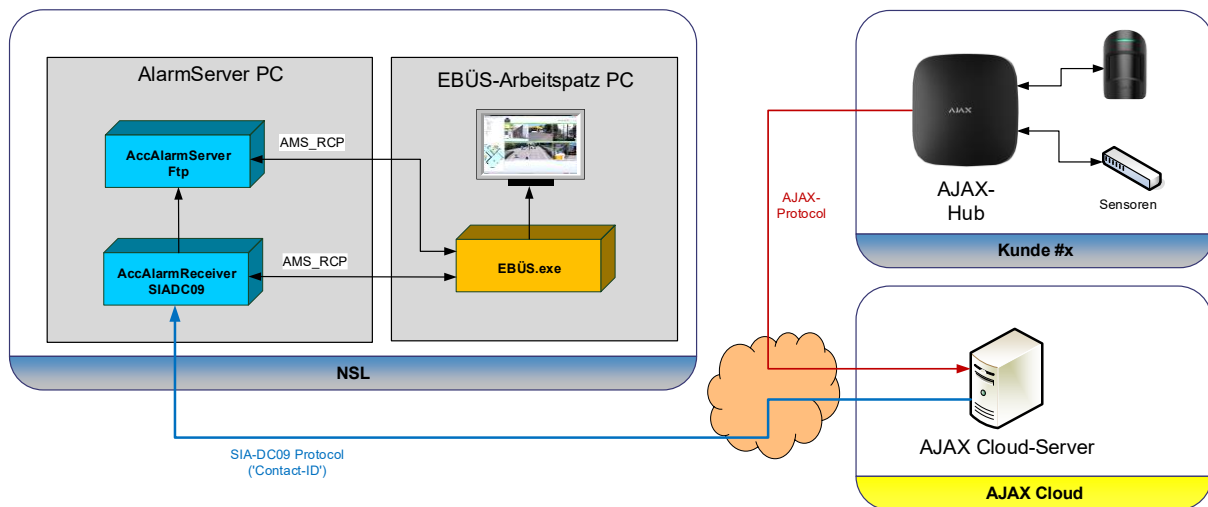 AlarmServer PC
AccAlarmServer
Ftp
AccAlarmReceiver
SIADC09
AMS_RCP
AMS_RCP
EBÜS-Arbeitspatz PC
EBÜS.exe
NSL
SIA-DC09 Protocol
('Contact-ID')
AJAX-
Protocol
AJAX
AJAX-
Hub
Sensoren
Kunde #x
AJAX Cloud-Server
AJAX Cloud